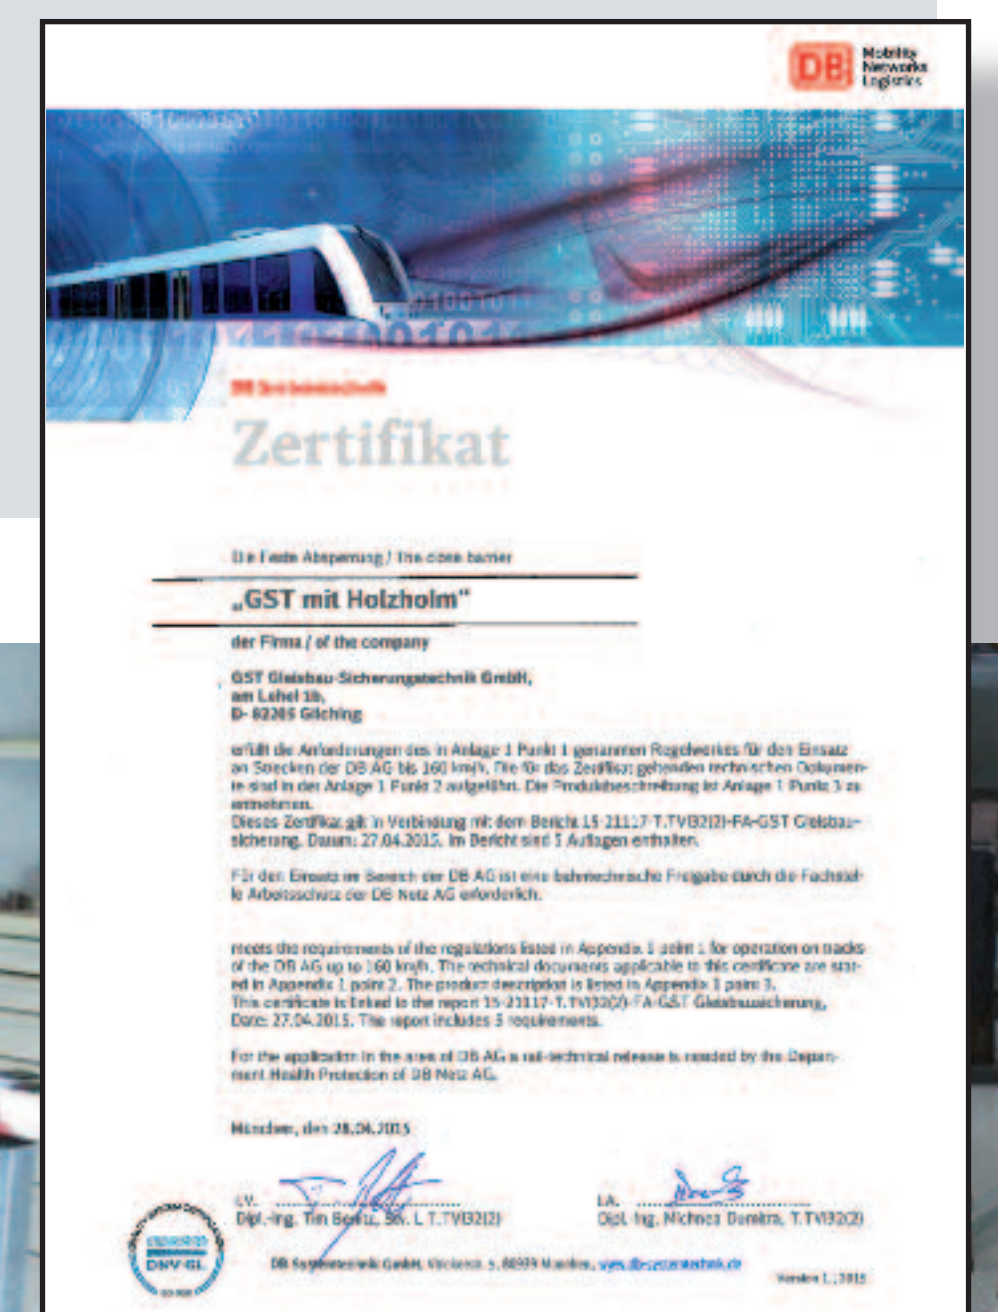 DB
Mobility
Networks
Logistics
Zertifikat
Die Feste Absperrung / The close barrier
„GST mit Holzholm“
der Firma / of the company
GST Gleisbau-Sicherungstechnik GmbH,
am Lehel 1b,
D- 82205 Gilching
erfüllt die Anforderungen des in Anlage 1 Punkt 1 genannten Regelwerkes für den Einsatz
an Strecken der DB AG bis 160 km/h. Die für das Zertifikat geltenden technischen Dokumen-
te sind in der Anlage 1 Punkt 2 aufgeführt. Die Produktbeschreibung ist Anlage 1 Punkt 3 zu
entnehmen.
Dieses Zertifikat gilt in Verbindung mit dem Bericht 15-21117-T.TVI32(2)-FA-GST Gleisbau-
sicherung, Datum: 27.04.2015. Im Bericht sind 5 Auflagen enthalten.
Für den Einsatz im Bereich der DB AG ist eine bahntechnische Freigabe durch die Fachstel-
le Arbeitsschutz der DB Netz AG erforderlich.
meets the requirements of the regulations listed in Appendix 1 point 1 for operation on tracks
of the DB AG up to 160 km/h. The technical documents applicable to this certificate are stat-
ed in Appendix 1 point 2. The product description is listed in Appendix 1 point 3.
This certificate is linked to the report 15-21117-T.TVI32(2)-FA-GST Gleisbausicherung,
Date: 27.04.2015. The report includes 5 requirements.
For the application in the area of DB AG a rail-technical release is needed by the Depart-
ment Health Protection of DB Netz AG.
München, den 28.04.2015
i.V.
i.A.
Dipl.-Ing. Tim T.TVI32(2)
Dipl.-Ing. Michnea Dumitra, T.TVI32(2)
DB Systemtechnik GmbH, München, www.db-systemtechnik.de
DNV·GL
Version 1, 2015